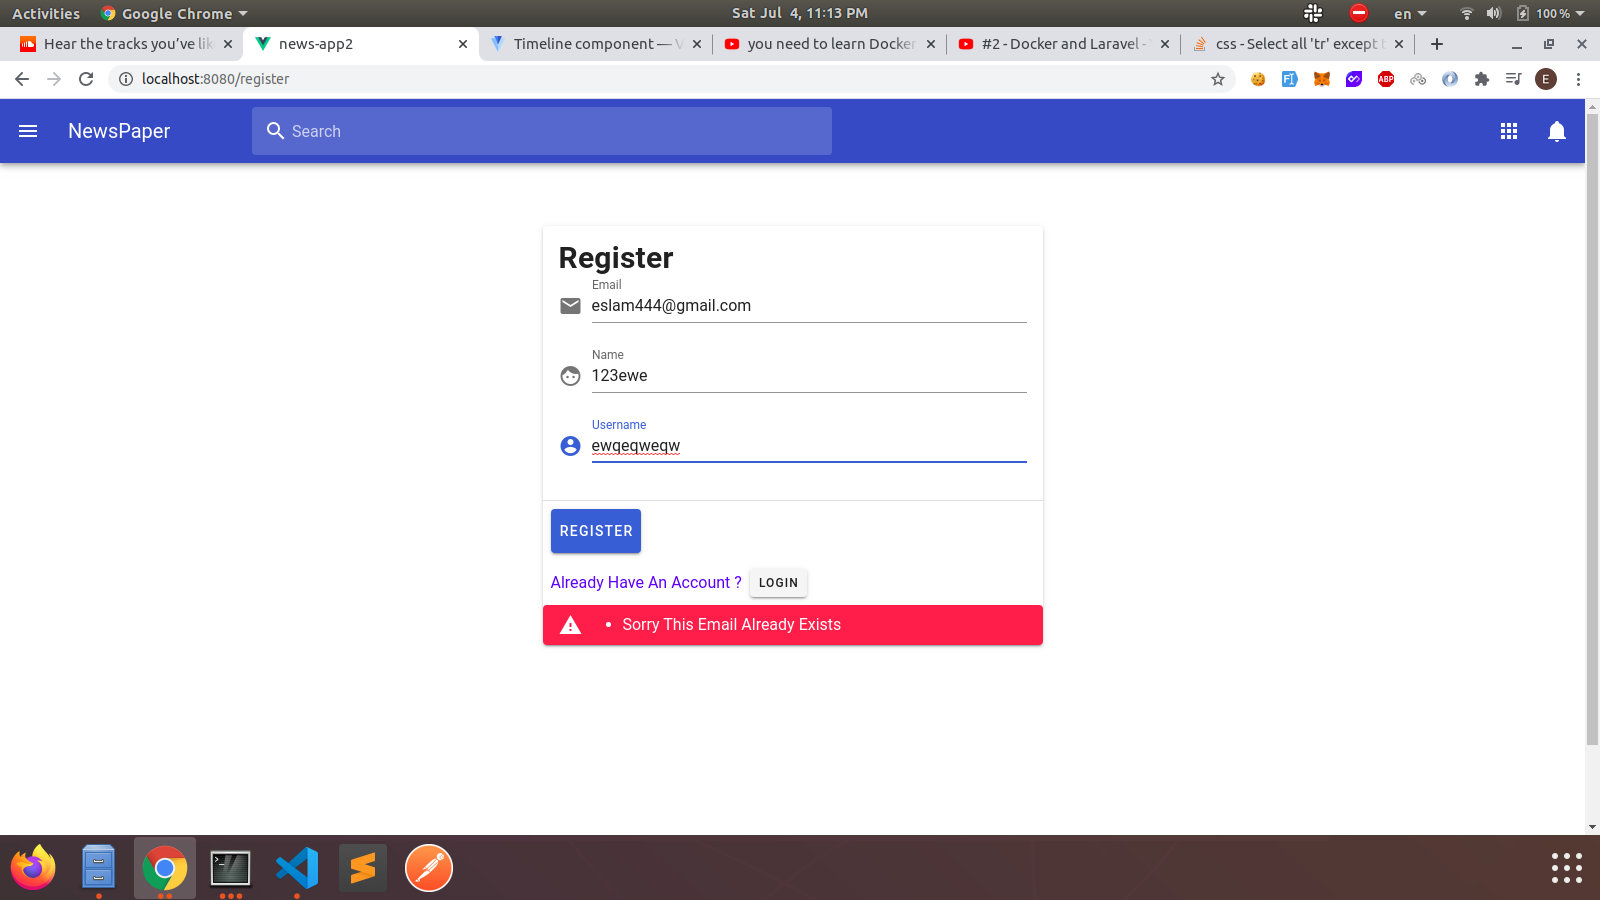 Activities Google Chrome Sat Jul 4, 11:13 PM en 100 %
Hear the tracks you've lik news-app2 Timeline component — V you need to learn Docker #2 - Docker and Laravel - css - Select all 'tr' except
localhost:8080/register ABP E
NewsPaper Search
Register
Email
eslam444@gmail.com
Name
123ewe
Username
ewqeqweqw
REGISTER
Already Have An Account ? LOGIN
• Sorry This Email Already Exists